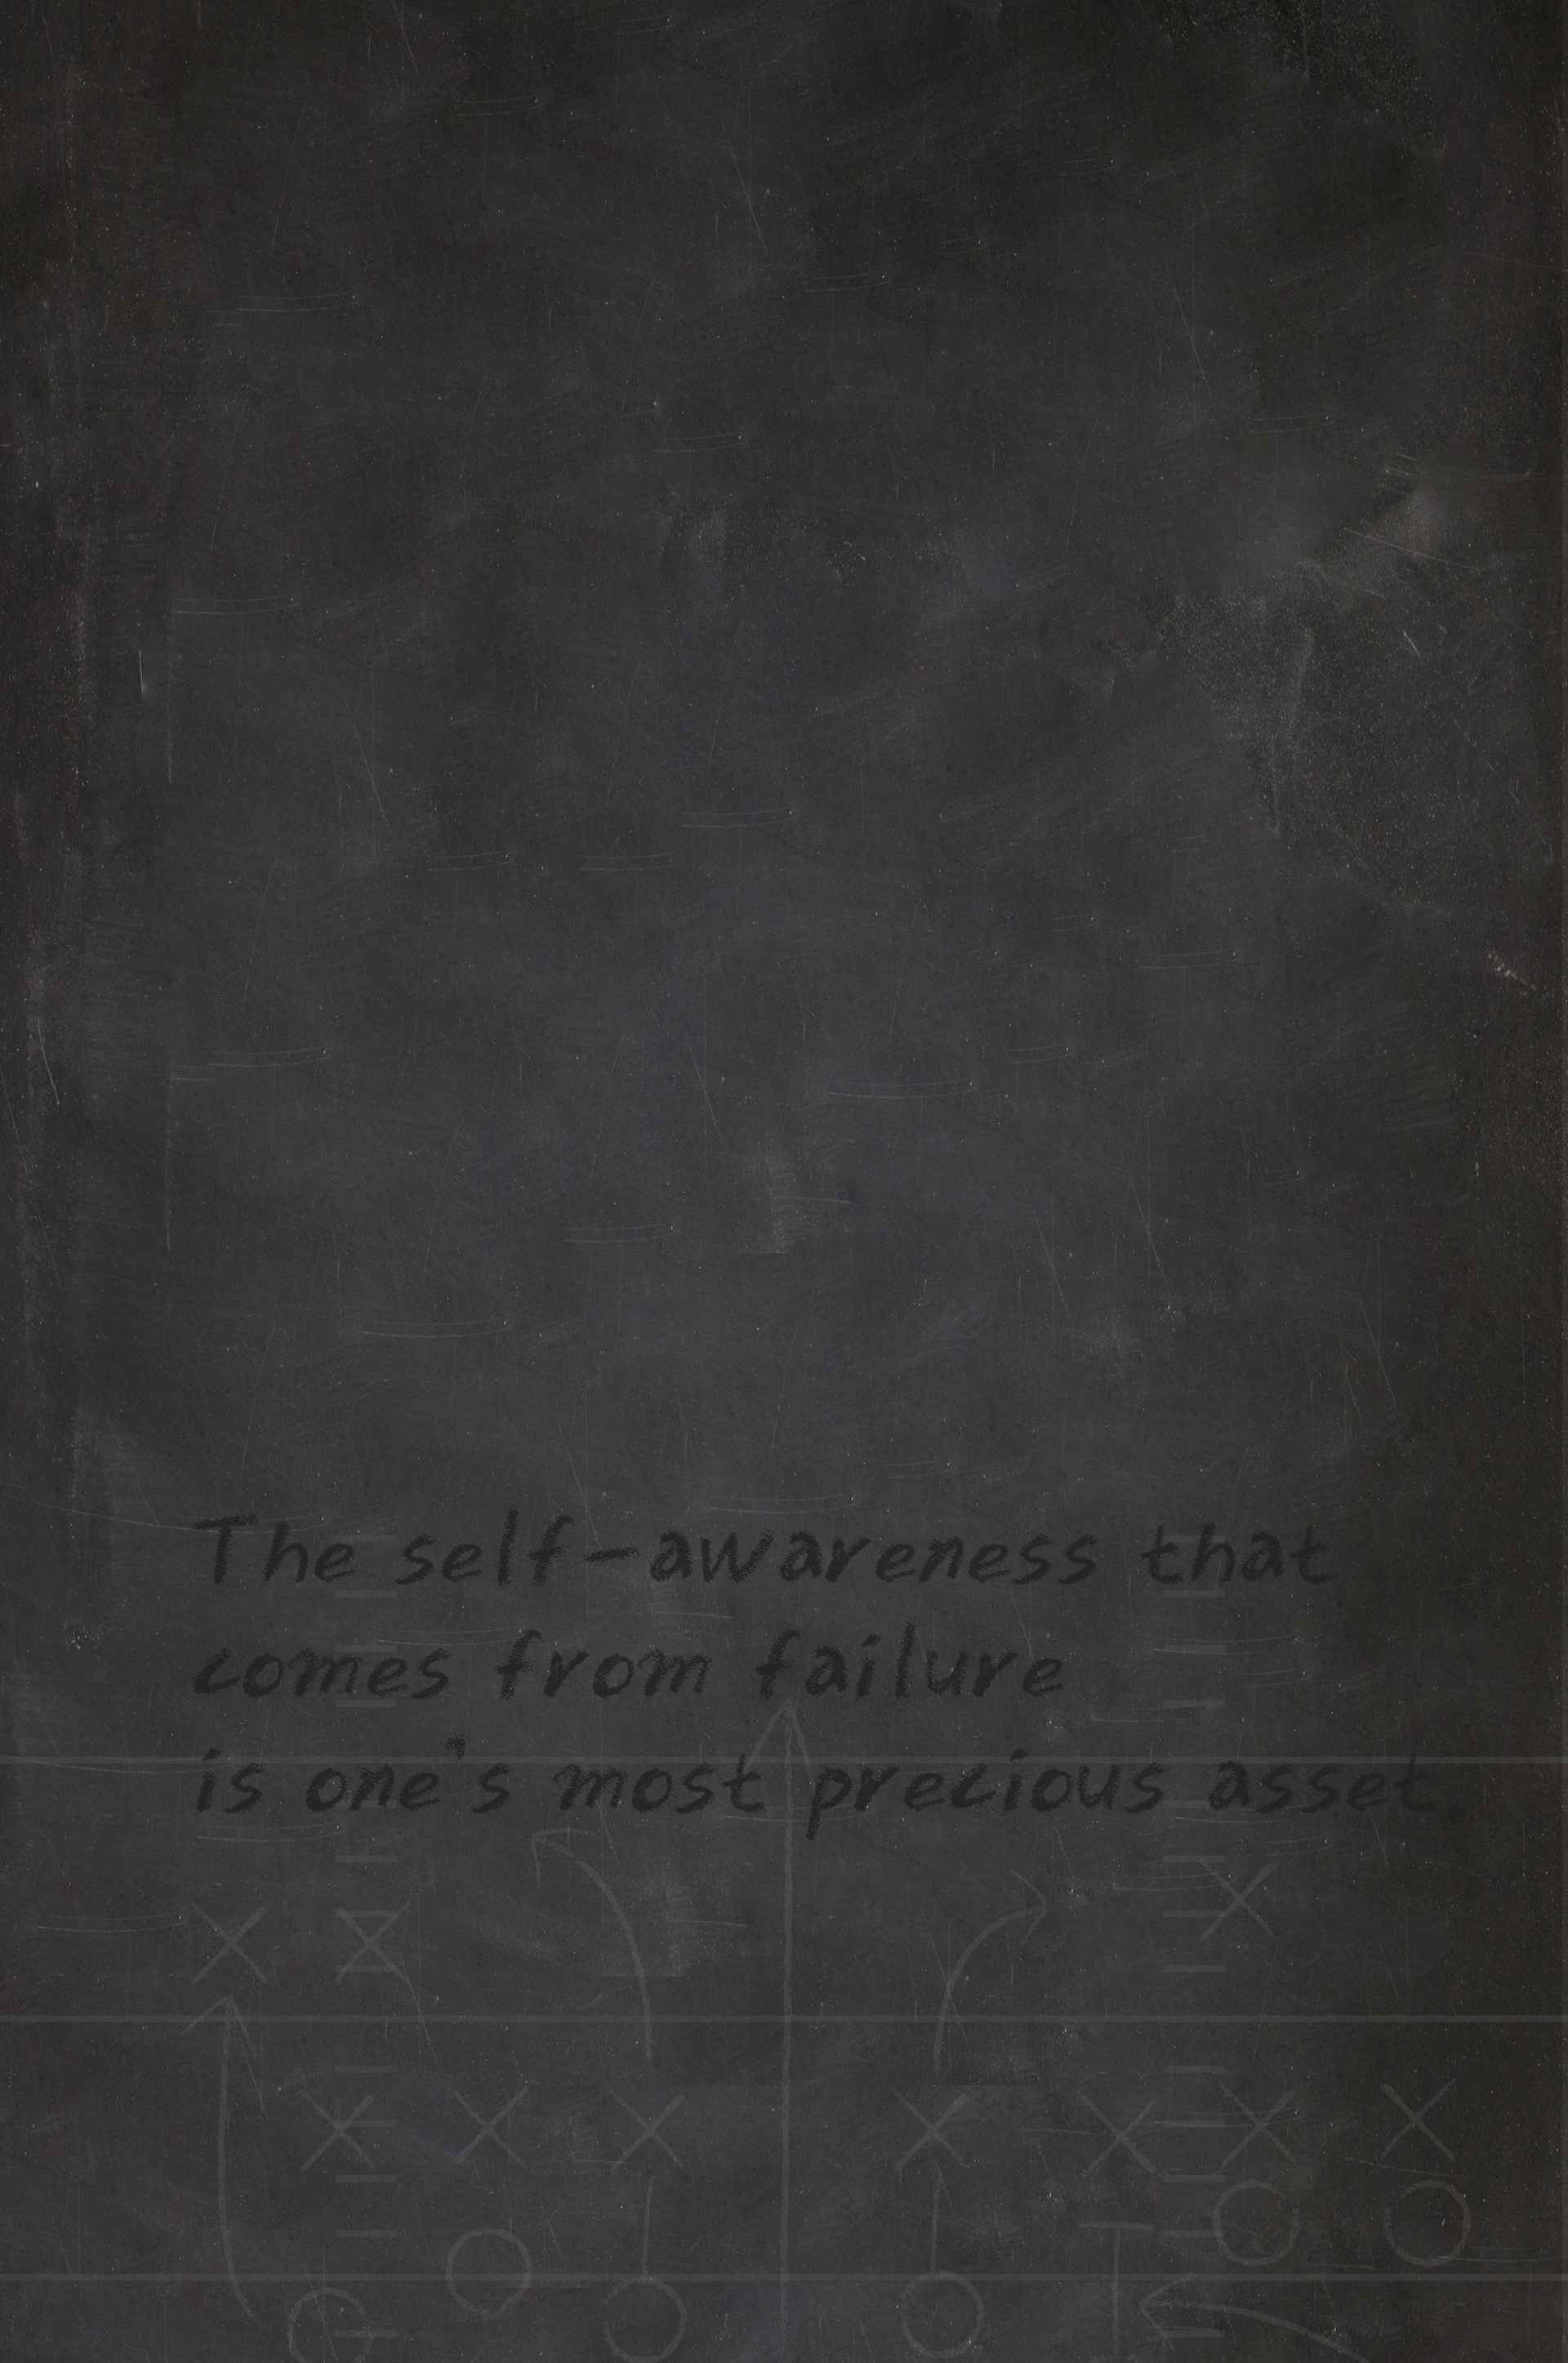 The self-awareness that
comes from failure
is one's most precious asset.